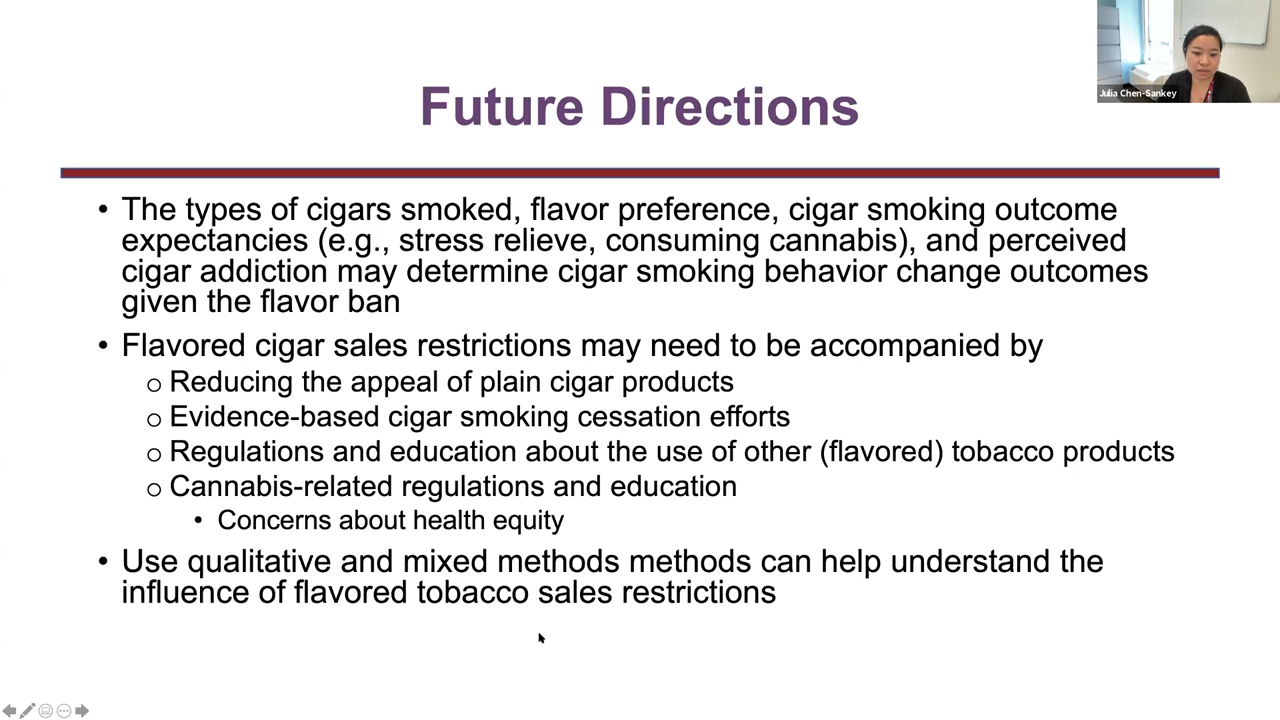 Julia Chen-Sankey
Future Directions
• The types of cigars smoked, flavor preference, cigar smoking outcome
expectancies (e.g., stress relieve, consuming cannabis), and perceived
cigar addiction may determine cigar smoking behavior change outcomes
given the flavor ban
• Flavored cigar sales restrictions may need to be accompanied by
o Reducing the appeal of plain cigar products
o Evidence-based cigar smoking cessation efforts
o Regulations and education about the use of other (flavored) tobacco products
o Cannabis-related regulations and education
• Concerns about health equity
• Use qualitative and mixed methods methods can help understand the
influence of flavored tobacco sales restrictions